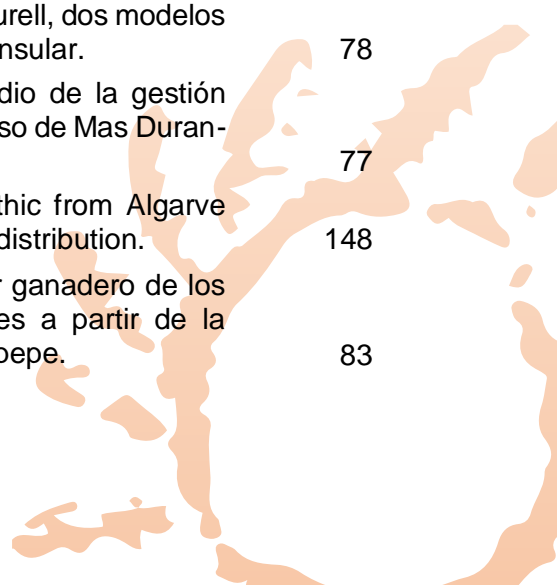 urell, dos modelos
nsular. 78
dio de la gestión
so de Mas Duran-
77
thic from Algarve
distribution. 148
r ganadero de los
es a partir de la
oepe. 83